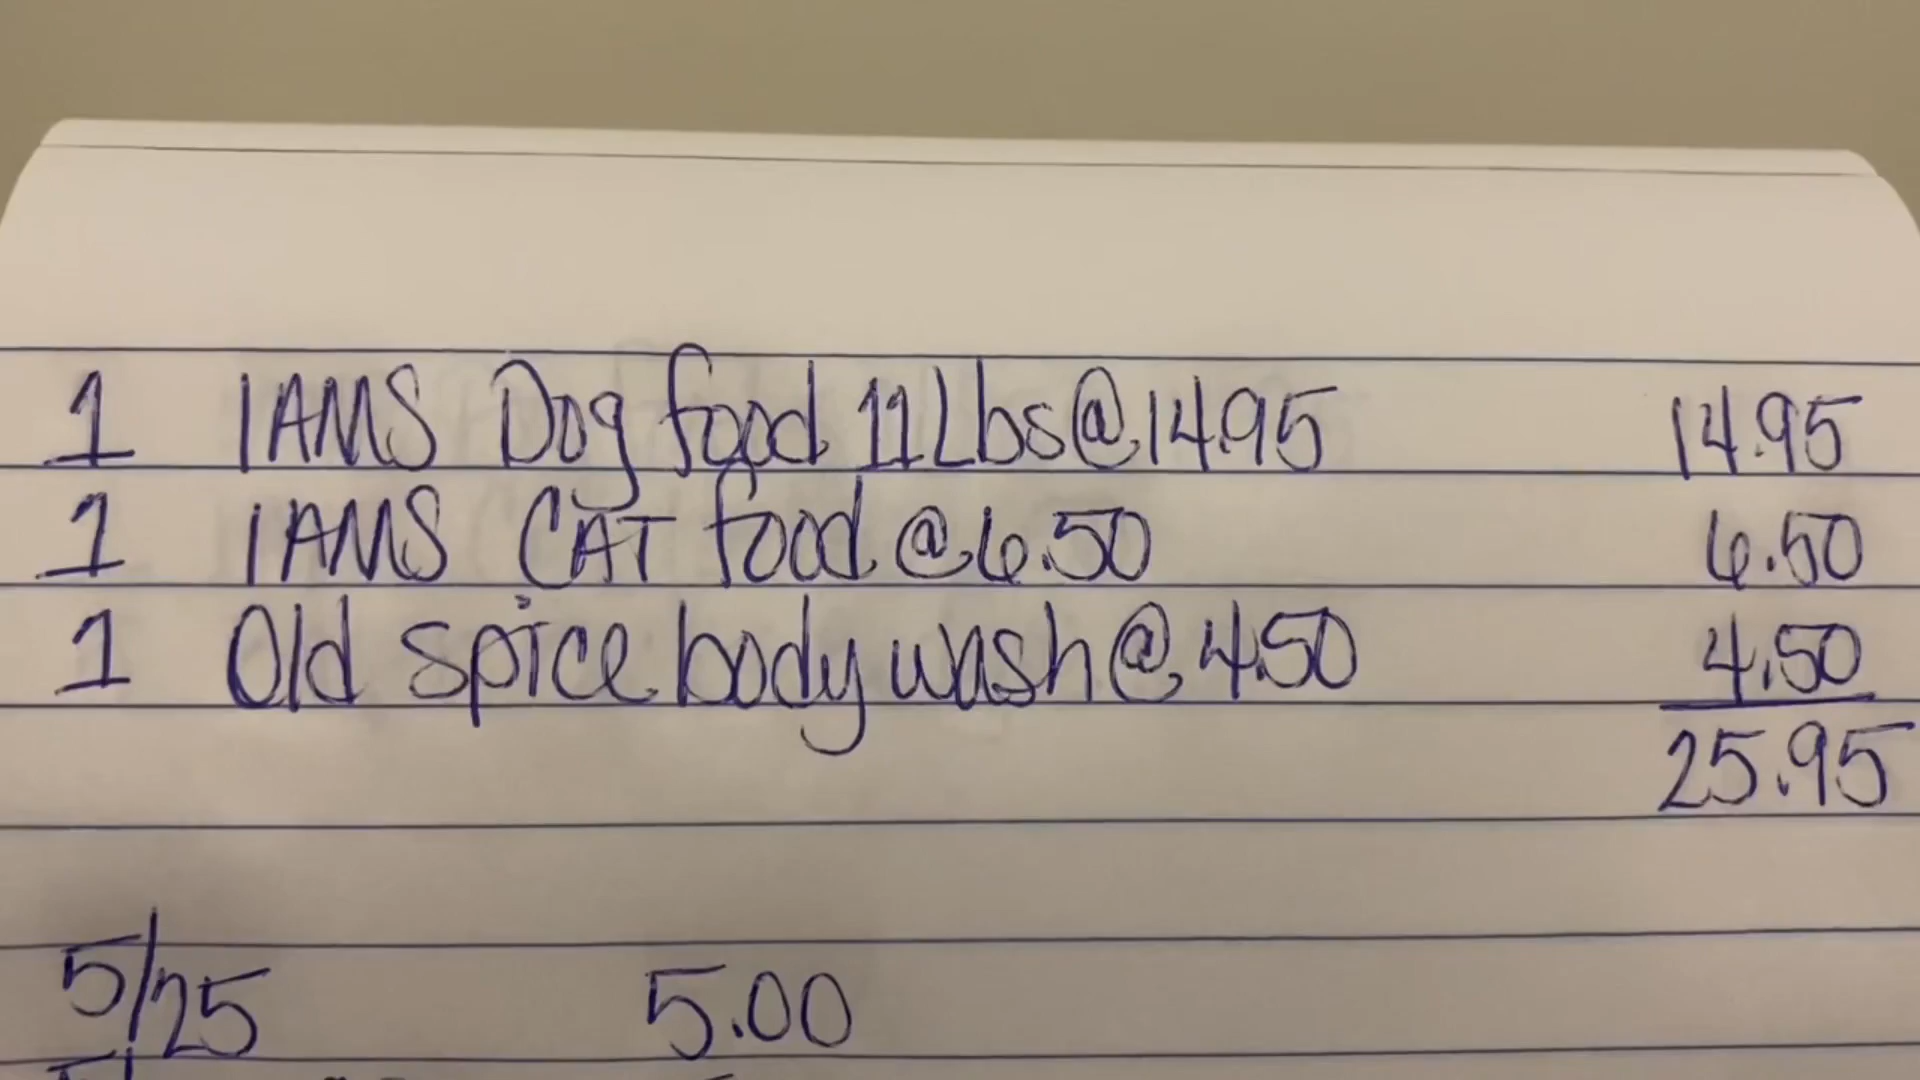 1 IAMS Dog food 11Lbs@14.95 14.95
1 IAMS CAT food @6.50 6.50
1 Old spice body wash@4.50 4.50
25.95
5/25 5.00